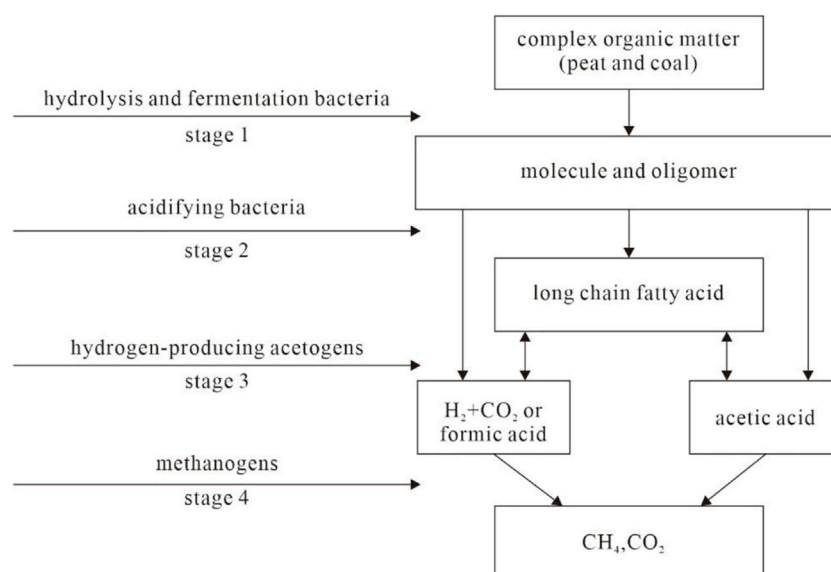 complex organic matter
(peat and coal)
hydrolysis and fermentation bacteria
stage 1
molecule and oligomer
acidifying bacteria
stage 2
long chain fatty acid
hydrogen-producing acetogens
stage 3
H₂+CO₂ or
formic acid
acetic acid
methanogens
stage 4
CH₄,CO₂